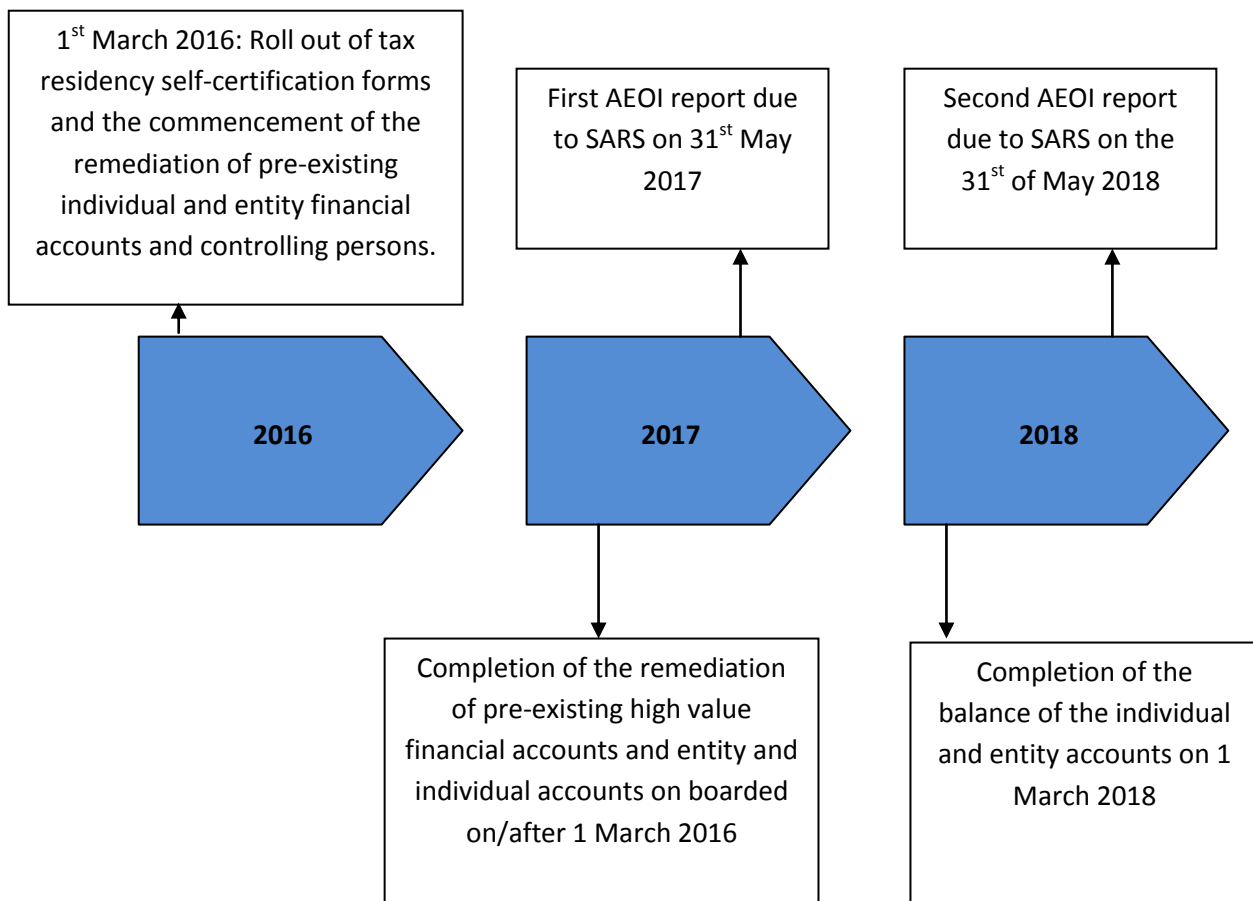 1st March 2016: Roll out of tax
residency self-certification forms
and the commencement of the
remediation of pre-existing
individual and entity financial
accounts and controlling persons.
First AEOI report due
to SARS on 31st May
2017
Second AEOI report
due to SARS on the
31st of May 2018
2016
2017
2018
Completion of the remediation
of pre-existing high value
financial accounts and entity and
individual accounts on boarded
on/after 1 March 2016
Completion of the
balance of the individual
and entity accounts on 1
March 2018